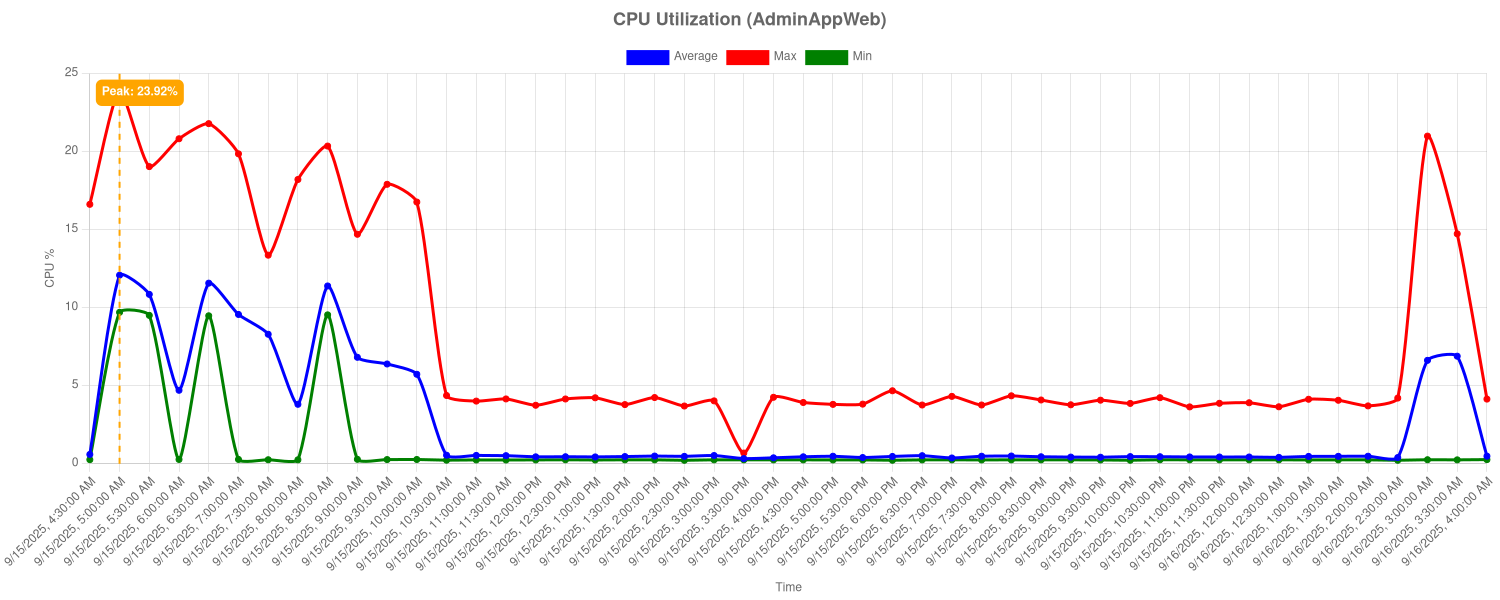 CPU Utilization (AdminAppWeb)
Average Max Min
Peak: 23.92%
25
20
15
10
5
0
CPU %
9/15/2025, 4:30:00 AM
9/15/2025, 5:00:00 AM
9/15/2025, 5:30:00 AM
9/15/2025, 6:00:00 AM
9/15/2025, 6:30:00 AM
9/15/2025, 7:00:00 AM
9/15/2025, 7:30:00 AM
9/15/2025, 8:00:00 AM
9/15/2025, 8:30:00 AM
9/15/2025, 9:00:00 AM
9/15/2025, 9:30:00 AM
9/15/2025, 10:00:00 AM
9/15/2025, 10:30:00 AM
9/15/2025, 11:00:00 AM
9/15/2025, 11:30:00 AM
9/15/2025, 12:00:00 PM
9/15/2025, 12:30:00 PM
9/15/2025, 1:00:00 PM
9/15/2025, 1:30:00 PM
9/15/2025, 2:00:00 PM
9/15/2025, 2:30:00 PM
9/15/2025, 3:00:00 PM
9/15/2025, 3:30:00 PM
9/15/2025, 4:00:00 PM
9/15/2025, 4:30:00 PM
9/15/2025, 5:00:00 PM
9/15/2025, 5:30:00 PM
9/15/2025, 6:00:00 PM
9/15/2025, 6:30:00 PM
9/15/2025, 7:00:00 PM
9/15/2025, 7:30:00 PM
9/15/2025, 8:00:00 PM
9/15/2025, 8:30:00 PM
9/15/2025, 9:00:00 PM
9/15/2025, 9:30:00 PM
9/15/2025, 10:00:00 PM
9/15/2025, 10:30:00 PM
9/15/2025, 11:00:00 PM
9/15/2025, 11:30:00 PM
9/16/2025, 12:00:00 AM
9/16/2025, 12:30:00 AM
9/16/2025, 1:00:00 AM
9/16/2025, 1:30:00 AM
9/16/2025, 2:00:00 AM
9/16/2025, 2:30:00 AM
9/16/2025, 3:00:00 AM
9/16/2025, 3:30:00 AM
9/16/2025, 4:00:00 AM
Time